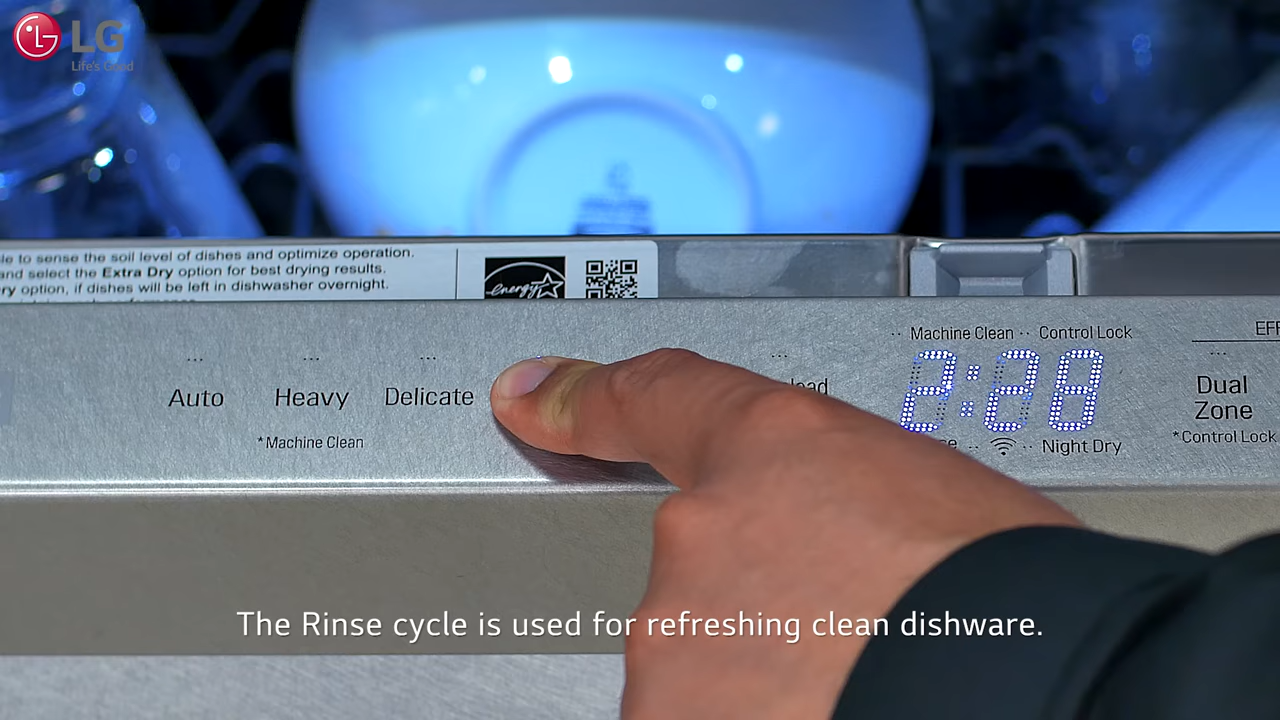 LG
LG
Life's Good
le to sense the soil level of dishes and optimize operation.
and select the Extra Dry option for best drying results.
ry option, if dishes will be left in dishwasher overnight.
energy
Machine Clean
Control Lock
EFF
Auto
Heavy
Delicate
2:28
Dual
Zone
*Machine Clean
Night Dry
*Control Lock
The Rinse cycle is used for refreshing clean dishware.